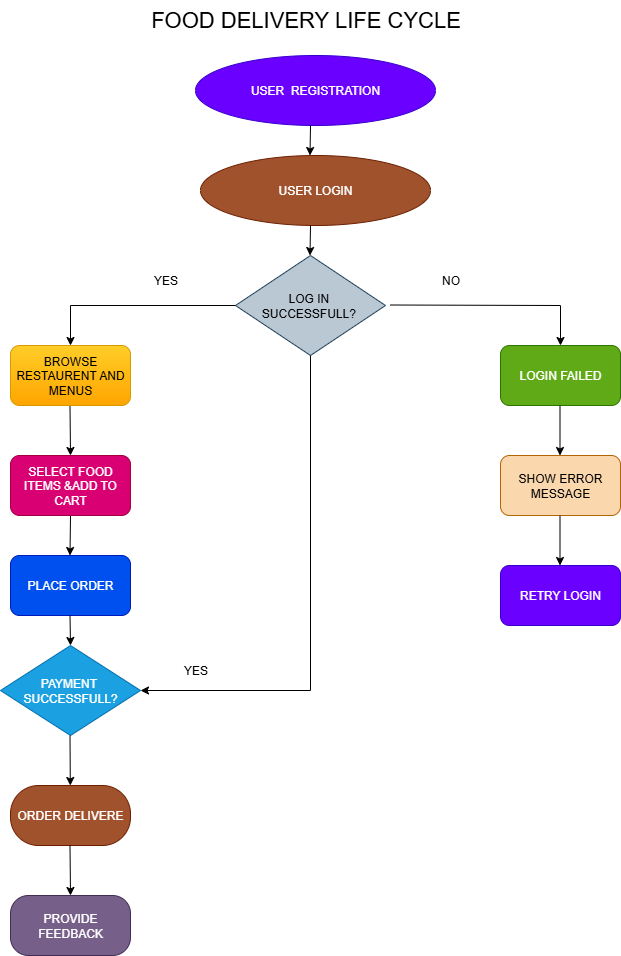 FOOD DELIVERY LIFE CYCLE
USER REGISTRATION
USER LOGIN
LOG IN
SUCCESSFULL?
YES
NO
BROWSE
RESTAURENT AND
MENUS
LOGIN FAILED
SELECT FOOD
ITEMS &ADD TO
CART
SHOW ERROR
MESSAGE
PLACE ORDER
RETRY LOGIN
YES
PAYMENT
SUCCESSFULL?
ORDER DELIVERE
PROVIDE
FEEDBACK